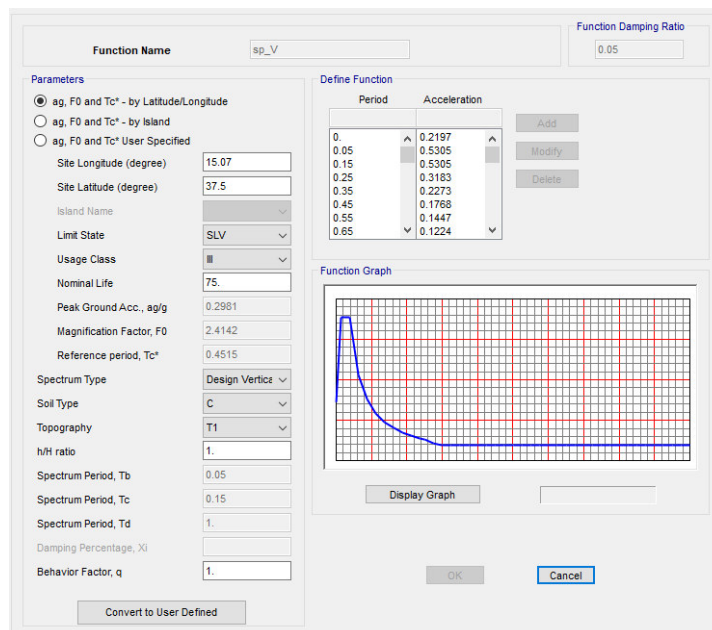 Function Damping Ratio
Function Name sp_V 0.05
Parameters
ag, F0 and Tc* - by Latitude/Longitude
ag, F0 and Tc* - by Island
ag, F0 and Tc* User Specified
Site Longitude (degree) 15.07
Site Latitude (degree) 37.5
Island Name
Limit State SLV
Usage Class III
Nominal Life 75.
Peak Ground Acc., ag/g 0.2981
Magnification Factor, F0 2.4142
Reference period, Tc* 0.4515
Spectrum Type Design Vertica
Soil Type C
Topography T1
h/H ratio 1.
Spectrum Period, Tb 0.05
Spectrum Period, Tc 0.15
Spectrum Period, Td 1.
Damping Percentage, Xi
Behavior Factor, q 1.
Convert to User Defined
Define Function
Period Acceleration
0. 0.2197
0.05 0.5305
0.15 0.5305
0.25 0.3183
0.35 0.2273
0.45 0.1768
0.55 0.1447
0.65 0.1224
Add
Modify
Delete
Function Graph
Display Graph
OK Cancel